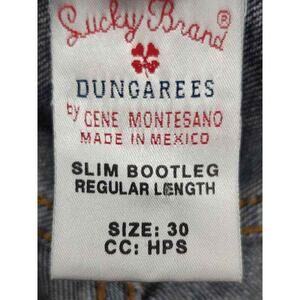 Lucky Brand®
DUNGAREES
by GENE MONTESANO
MADE IN MEXICO
SLIM BOOTLEG
REGULAR LENGTH
SIZE: 30
CC: HPS